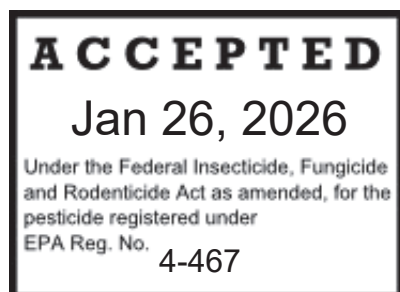 ACCEPTED
Jan 26, 2026
Under the Federal Insecticide, Fungicide
and Rodenticide Act as amended, for the
pesticide registered under
EPA Reg. No. 4-467